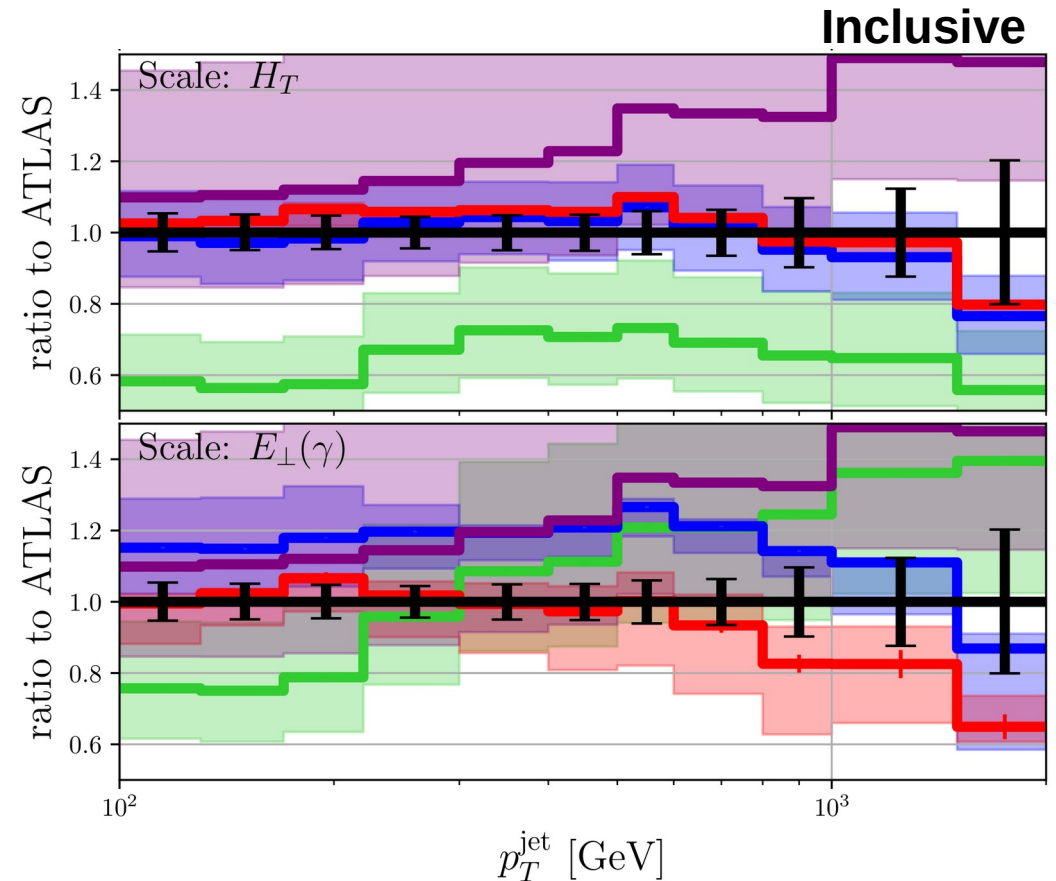 Inclusive
Scale: H_T
ratio to ATLAS
1.4
1.2
1.0
0.8
0.6
Scale: E_⊥(γ)
ratio to ATLAS
1.4
1.2
1.0
0.8
0.6
10^2
10^3
p_T^jet [GeV]